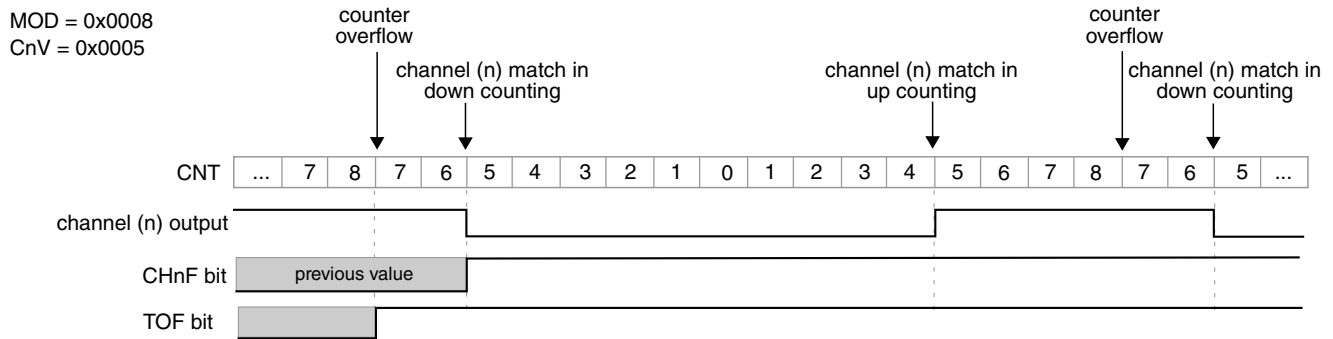 MOD = 0x0008
CnV = 0x0005
counter
overflow
channel (n) match in
down counting
channel (n) match in
up counting
counter
overflow
channel (n) match in
down counting
CNT ... 7 8 7 6 5 4 3 2 1 0 1 2 3 4 5 6 7 8 7 6 5 ...
channel (n) output
CHnF bit previous value
TOF bit